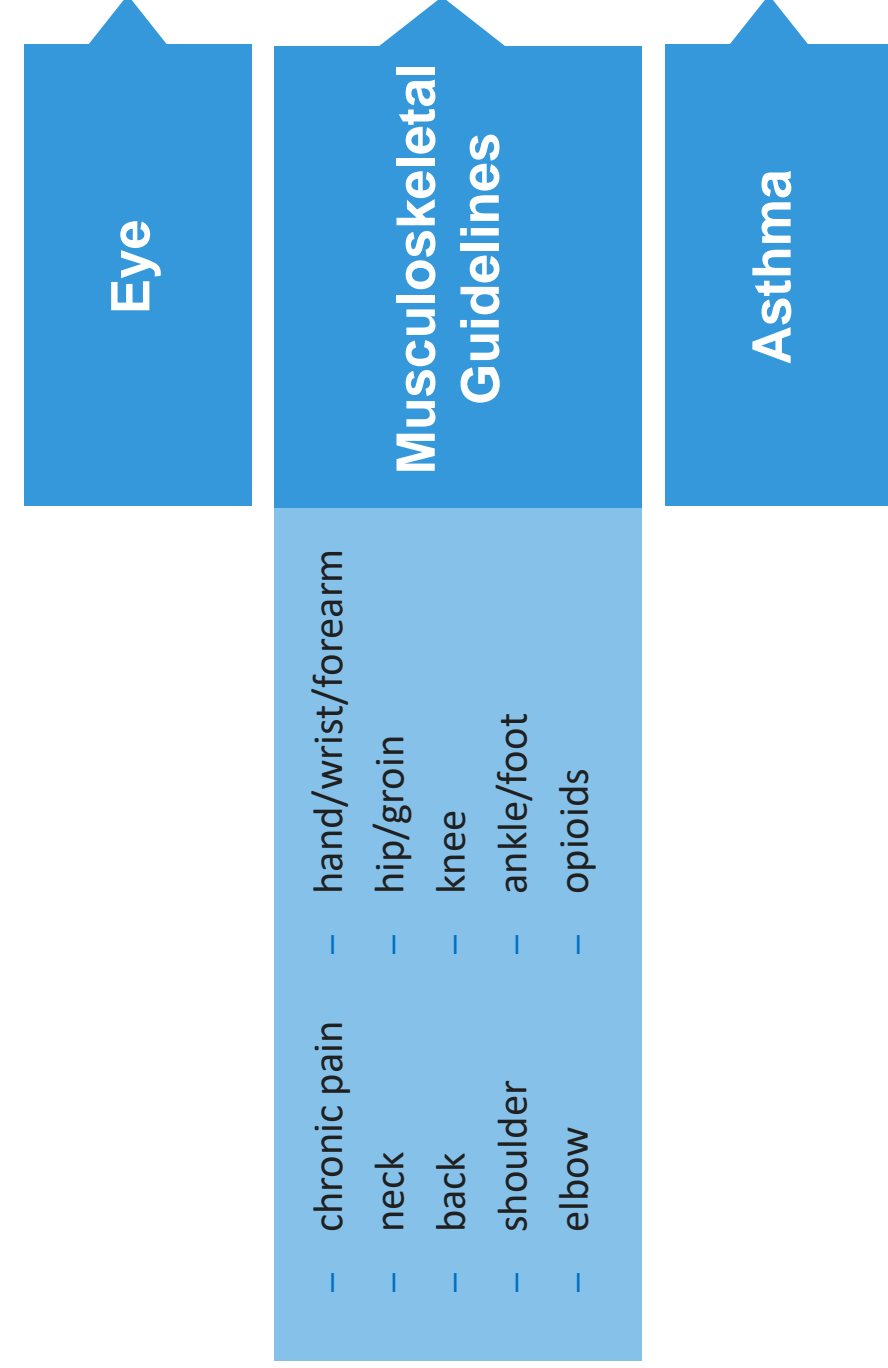 Eye
Musculoskeletal
Guidelines
– chronic pain
– neck
– back
– shoulder
– elbow
– hand/wrist/forearm
– hip/groin
– knee
– ankle/foot
– opioids
Asthma